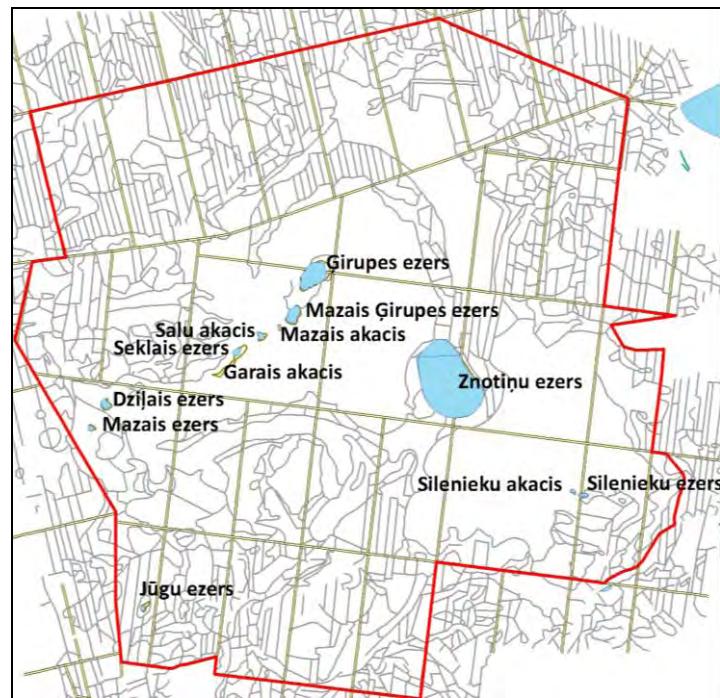 Ģirupes ezers
Mazais Ģirupes ezers
Salu akacis
Mazais akacis
Seklais ezers
Garais akacis
Znotiņu ezers
Dziļais ezers
Mazais ezers
Silenieku akacis
Silenieku ezers
Jūgu ezers